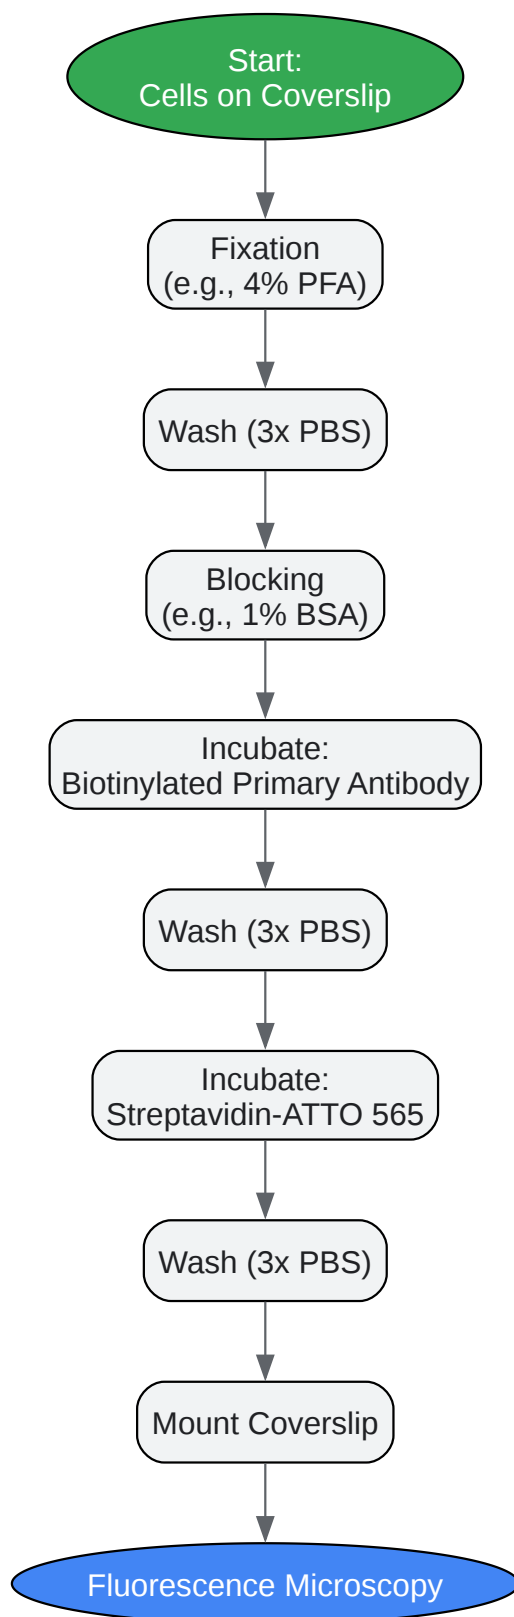 Start:
Cells on Coverslip
Fixation
(e.g., 4% PFA)
Wash (3x PBS)
Blocking
(e.g., 1% BSA)
Incubate:
Biotinylated Primary Antibody
Wash (3x PBS)
Incubate:
Streptavidin-ATTO 565
Wash (3x PBS)
Mount Coverslip
Fluorescence Microscopy